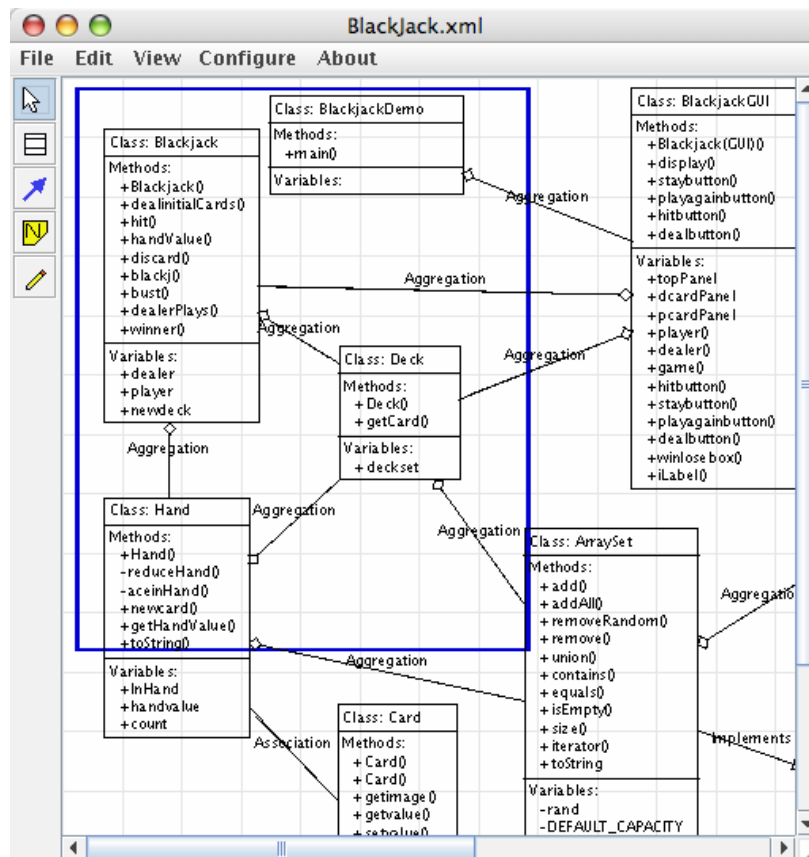 BlackJack.xml
File Edit View Configure About
Class: BlackjackDemo
Methods:
+main()
Variables:
Class: BlackjackGUI
Methods:
+Blackjack(GUI)()
+display()
+staybutton()
+playagainbutton()
+hitbutton()
+dealbutton()
Variables:
+topPanel
+dcardPanel
+pcardPanel
+player()
+dealer()
+game()
+hitbutton()
+staybutton()
+playagainbutton()
+dealbutton()
+winlosebox()
+iLabel()
Class: Blackjack
Methods:
+Blackjack()
+dealinitialCards()
+hit()
+handValue()
+discard()
+blackj()
+bust()
+dealerPlays()
+winner()
Variables:
+dealer
+player
+newdeck
Aggregation
Aggregation
Aggregation
Aggregation
Class: Deck
Methods:
+ Deck()
+ getCard()
Variables:
+ deckset
Aggregation
Aggregation
Aggregation
Class: Hand
Methods:
+Hand()
-reduceHand()
-aceinHand()
+newcard()
+getHandValue()
+toString()
Variables:
+InHand
+handvalue
+count
Class: ArraySet
Methods:
+ add()
+ addAll()
+ removeRandom()
+ remove()
+ union()
+ contains()
+ equals()
+ isEmpty()
+ size()
+ iterator()
+ toString
Variables:
-rand
-DEFAULT_CAPACITY
Aggregatio
Implements
Aggregation
Association
Class: Card
Methods:
+ Card()
+ Card()
+ getimage()
+ getvalue()
+ setvalue()
N